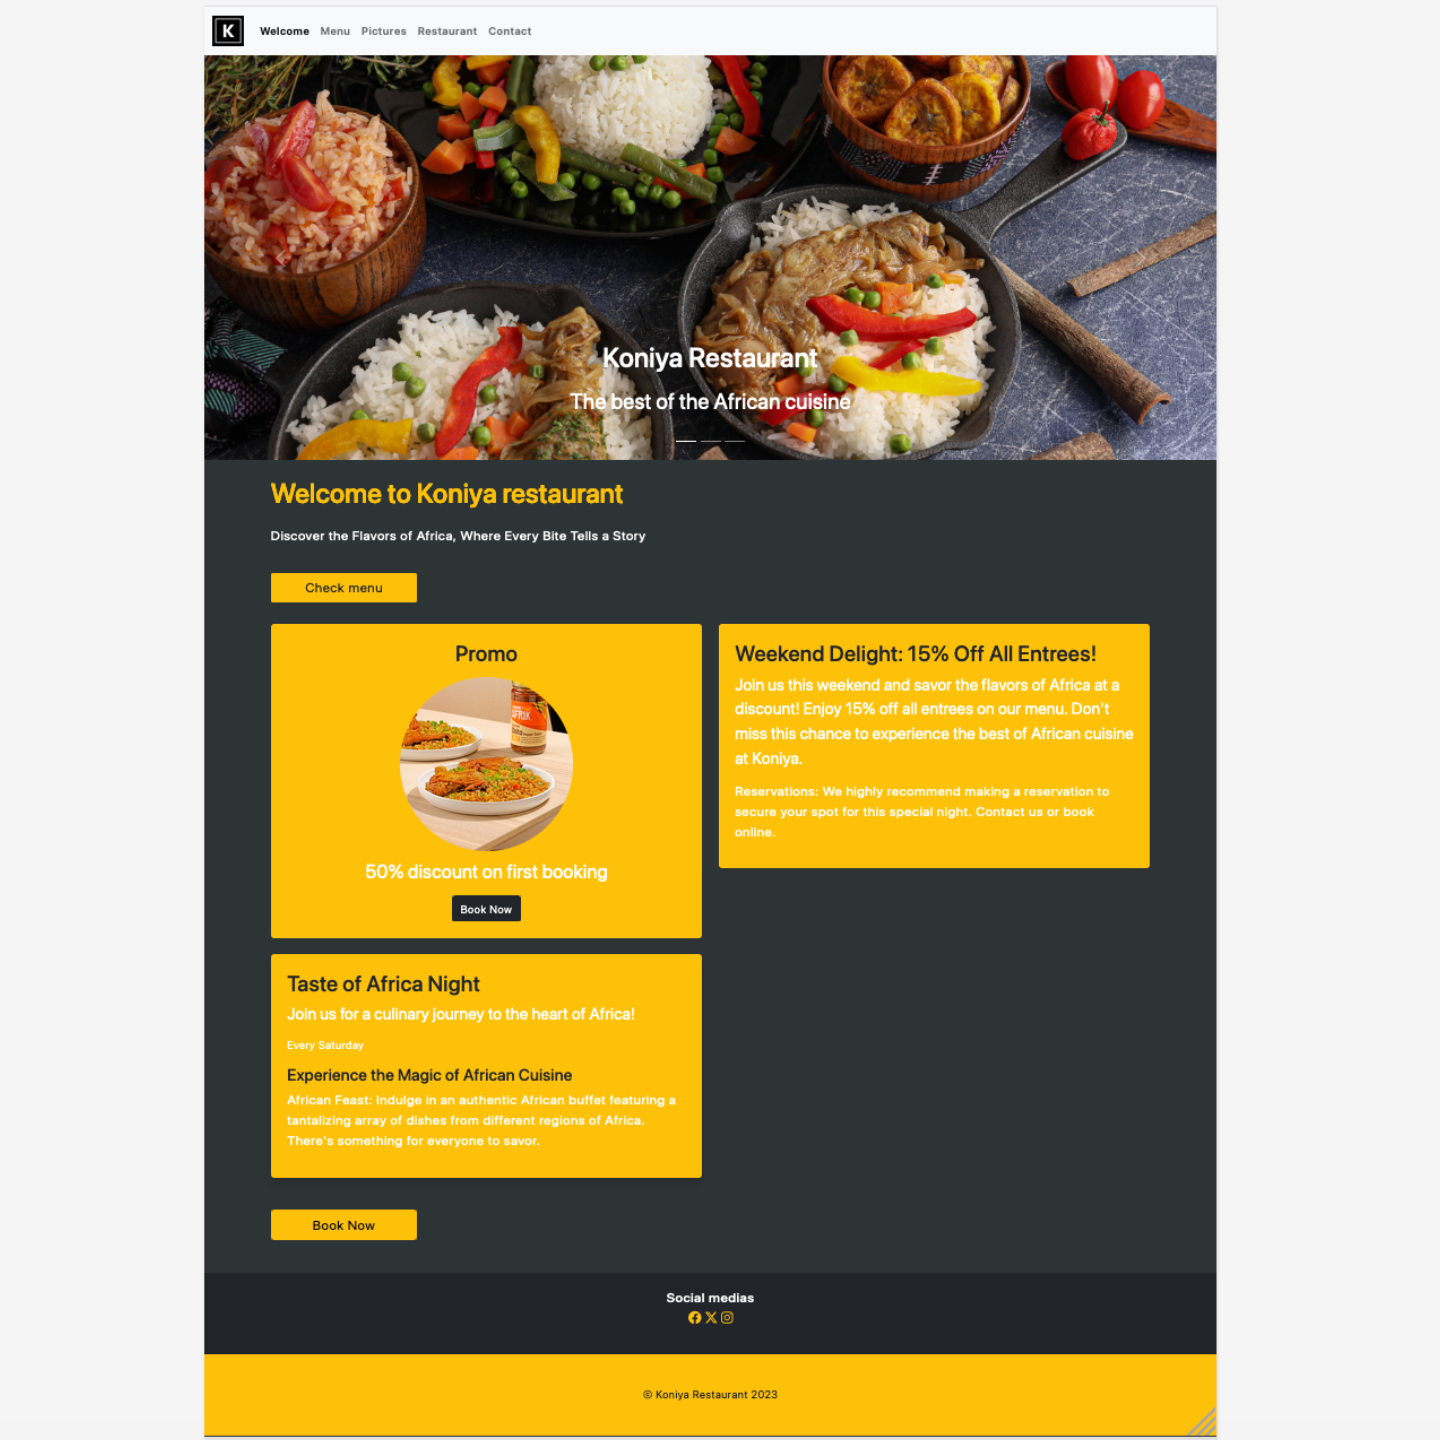 K
Welcome Menu Pictures Restaurant Contact
Koniya Restaurant
The best of the African cuisine
Welcome to Koniya restaurant
Discover the Flavors of Africa, Where Every Bite Tells a Story
Check menu
Promo
AFRIK
50% discount on first booking
Book Now
Weekend Delight: 15% Off All Entrees!
Join us this weekend and savor the flavors of Africa at a
discount! Enjoy 15% off all entrees on our menu. Don't
miss this chance to experience the best of African cuisine
at Koniya.
Reservations: We highly recommend making a reservation to
secure your spot for this special night. Contact us or book
online.
Taste of Africa Night
Join us for a culinary journey to the heart of Africa!
Every Saturday
Experience the Magic of African Cuisine
African Feast: Indulge in an authentic African buffet featuring a
tantalizing array of dishes from different regions of Africa.
There's something for everyone to savor.
Book Now
Social medias
© Koniya Restaurant 2023